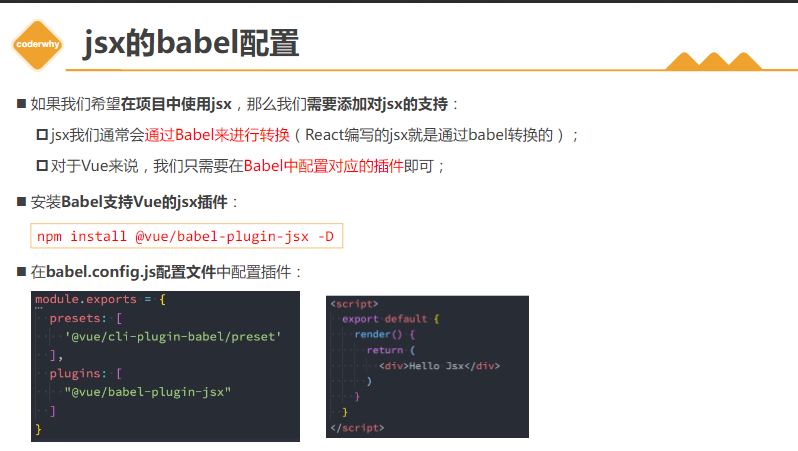 coderwhy
jsx的babel配置
■ 如果我们希望在项目中使用jsx，那么我们需要添加对jsx的支持：
jsx我们通常会通过Babel来进行转换（React编写的jsx就是通过babel转换的）；
对于Vue来说，我们只需要在Babel中配置对应的插件即可；
■ 安装Babel支持Vue的jsx插件：
npm install @vue/babel-plugin-jsx -D
■ 在babel.config.js配置文件中配置插件：
module.exports = {
presets: [
'@vue/cli-plugin-babel/preset'
],
plugins: [
"@vue/babel-plugin-jsx"
]
}
<script>
export default {
render() {
return (
<div>Hello Jsx</div>
)
}
}
</script>